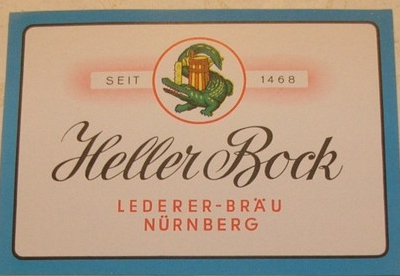 SEIT 1468
Heller Bock
LEDERER-BRÄU
NÜRNBERG